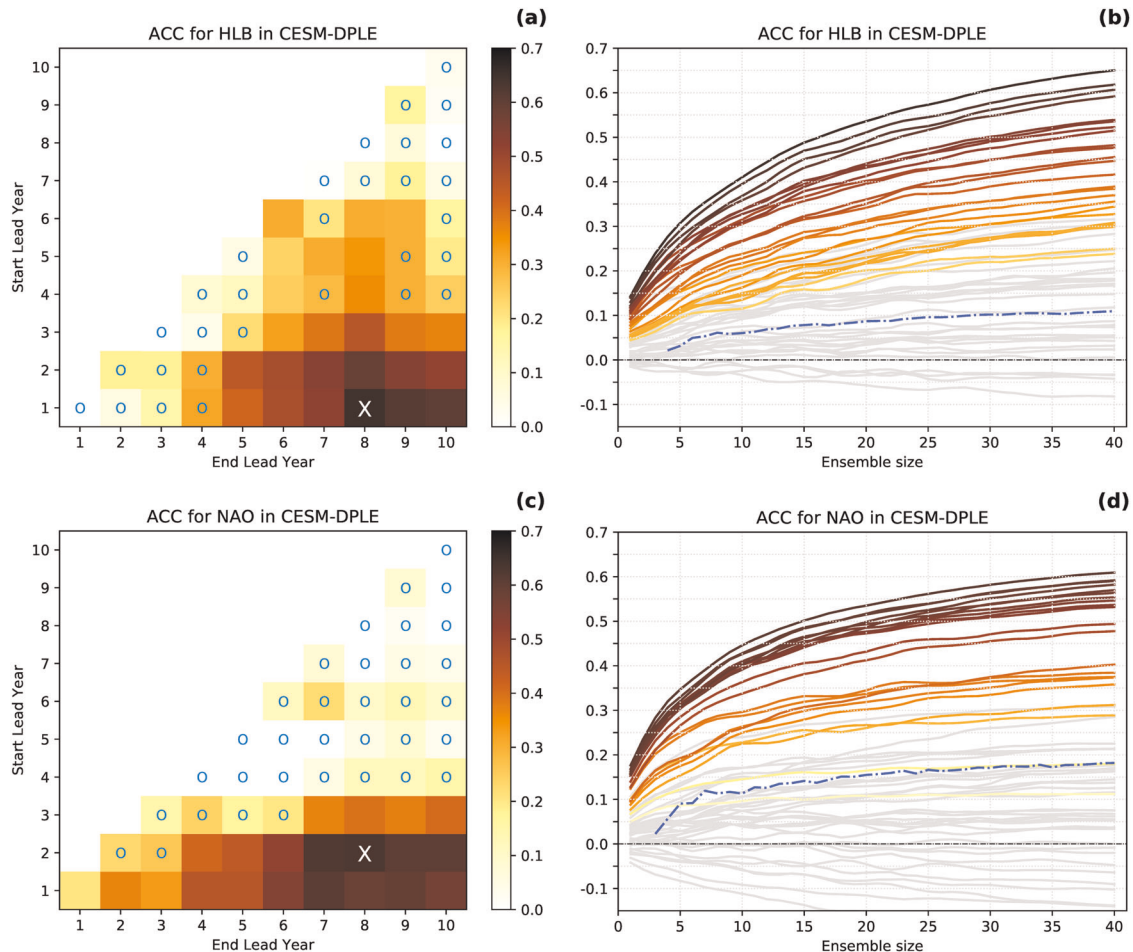 (a)
ACC for HLB in CESM-DPLE
Start Lead Year
10
9
8
7
6
5
4
3
2
1
O
O O
O O O
O O O
O O
O O O
O O O O
O O O
O O O
O O O X
1 2 3 4 5 6 7 8 9 10
End Lead Year
0.7
0.6
0.5
0.4
0.3
0.2
0.1
0.0
(b)
ACC for HLB in CESM-DPLE
0.7
0.6
0.5
0.4
0.3
0.2
0.1
0.0
-0.1
0 5 10 15 20 25 30 35 40
Ensemble size
(c)
ACC for NAO in CESM-DPLE
Start Lead Year
10
9
8
7
6
5
4
3
2
1
O
O O
O O O
O O O O
O O O O O
O O O O O O
O O O O O O O
O O O O
O O X
1 2 3 4 5 6 7 8 9 10
End Lead Year
0.7
0.6
0.5
0.4
0.3
0.2
0.1
0.0
(d)
ACC for NAO in CESM-DPLE
0.7
0.6
0.5
0.4
0.3
0.2
0.1
0.0
-0.1
0 5 10 15 20 25 30 35 40
Ensemble size